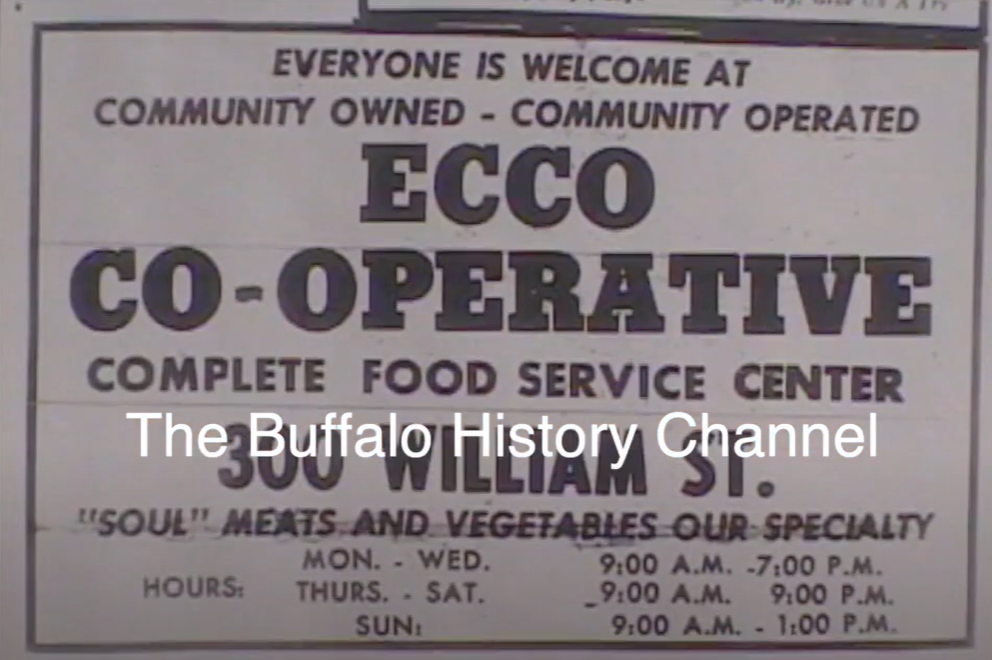 EVERYONE IS WELCOME AT
COMMUNITY OWNED - COMMUNITY OPERATED
ECCO
CO-OPERATIVE
COMPLETE FOOD SERVICE CENTER
The Buffalo History Channel
300 WILLIAM ST.
"SOUL" MEATS AND VEGETABLES OUR SPECIALTY
MON. - WED. 9:00 A.M. -7:00 P.M.
HOURS: THURS. - SAT. 9:00 A.M. 9:00 P.M.
SUN: 9:00 A.M. - 1:00 P.M.